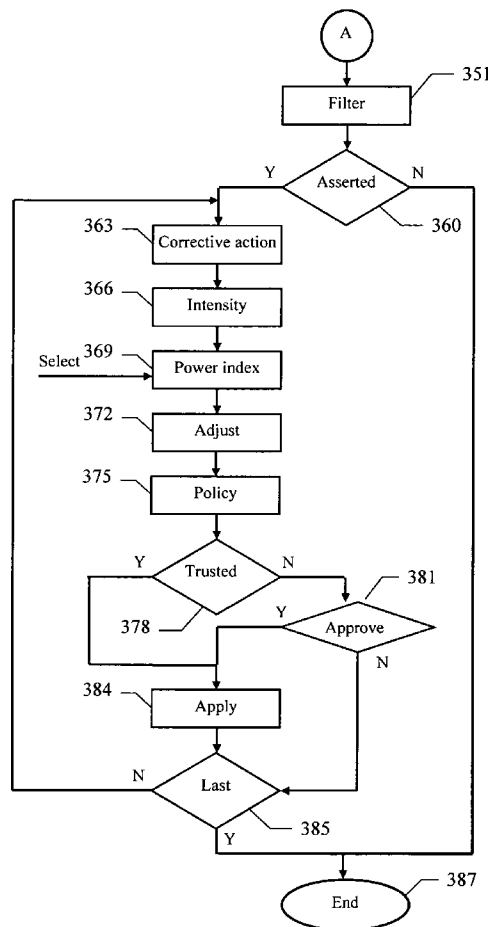 A
351
Filter
Y
Asserted
N
360
363
Corrective action
366
Intensity
369
Select
Power index
372
Adjust
375
Policy
Y
Trusted
N
381
378
Y
Approve
N
384
Apply
N
Last
385
Y
387
End